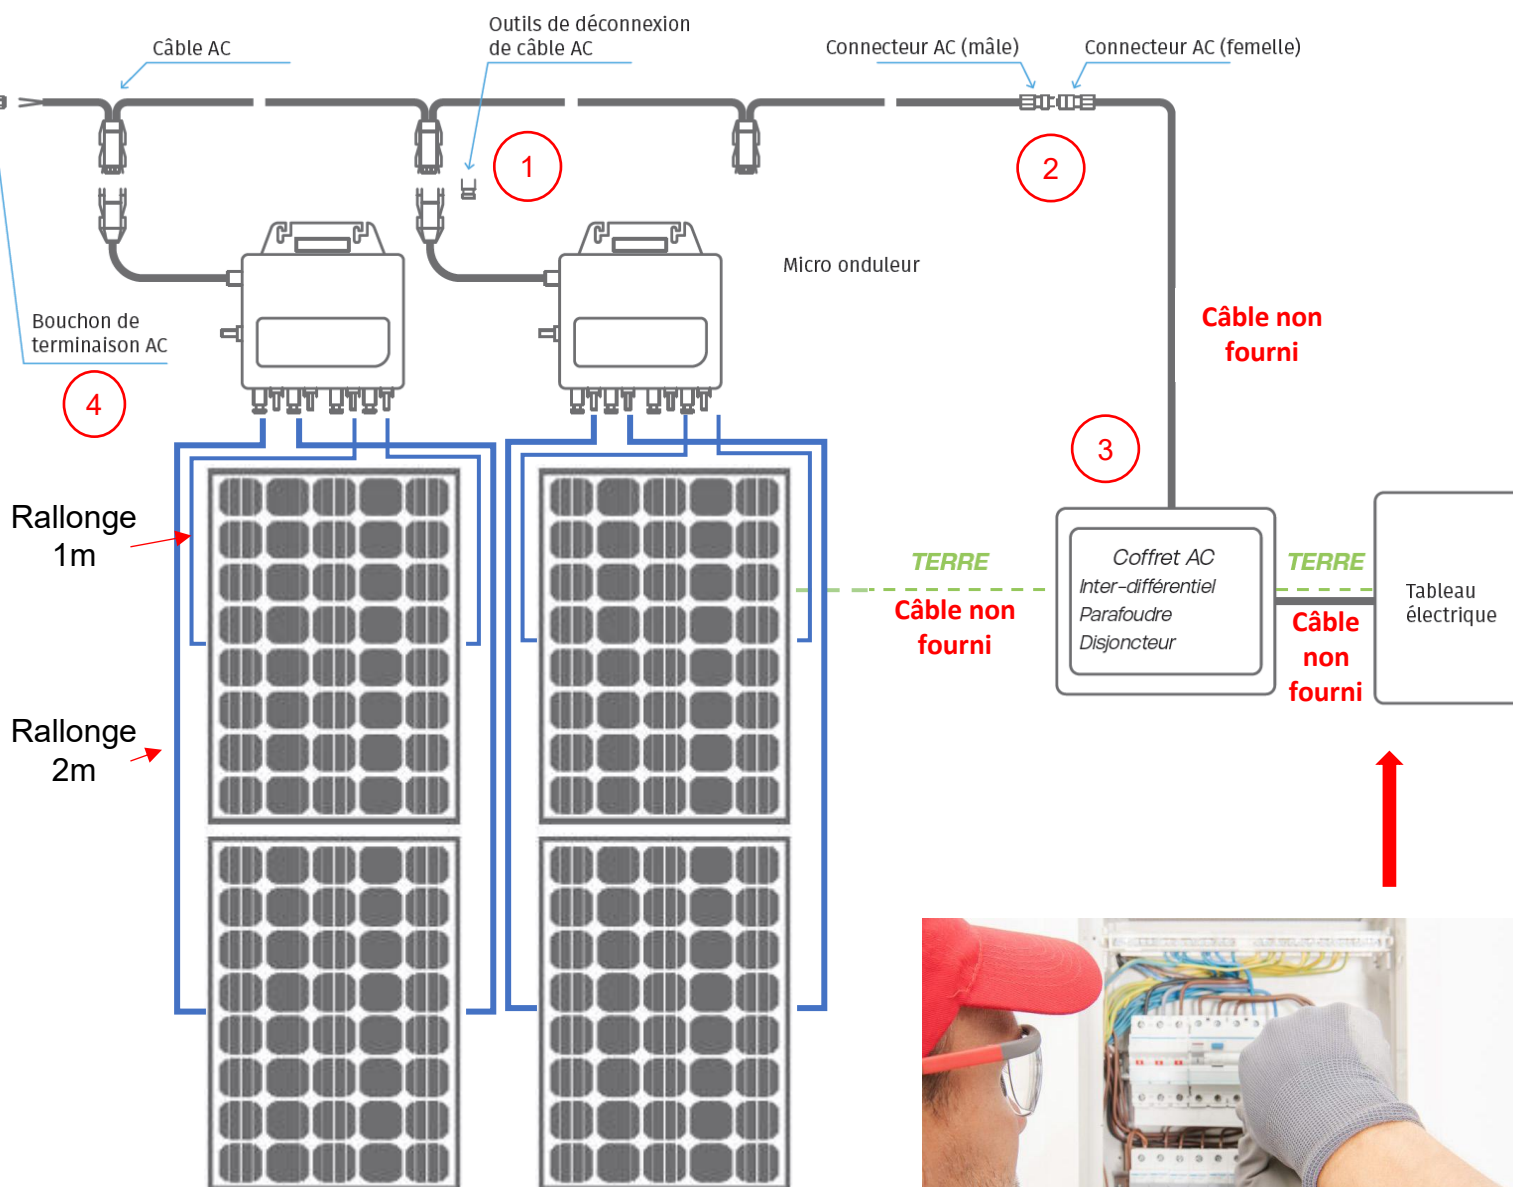 Câble AC
Outils de déconnexion
de câble AC
Connecteur AC (mâle)
Connecteur AC (femelle)
1
2
Micro onduleur
Bouchon de
terminaison AC
4
Câble non
fourni
3
Rallonge
1m
Rallonge
2m
TERRE
Câble non
fourni
Coffret AC
Inter-différentiel
Parafoudre
Disjoncteur
TERRE
Câble
non
fourni
Tableau
électrique